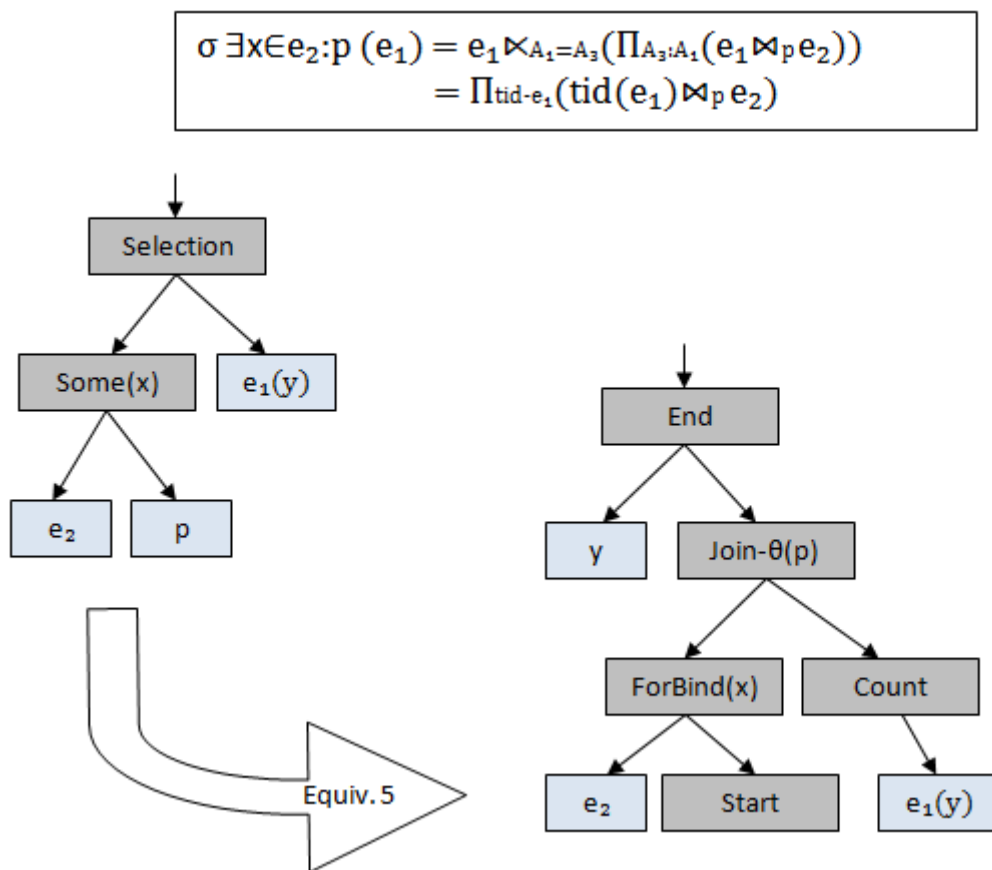 σ ∃x∈e₂:p (e₁) = e₁⋉A₁=A₃(Π A₃:A₁(e₁⋈p e₂))
= Πtid-e₁(tid(e₁)⋈p e₂)
Selection
Some(x)
e₁(y)
e₂
p
End
y
Join-θ(p)
ForBind(x)
Count
e₂
Start
e₁(y)
Equiv. 5